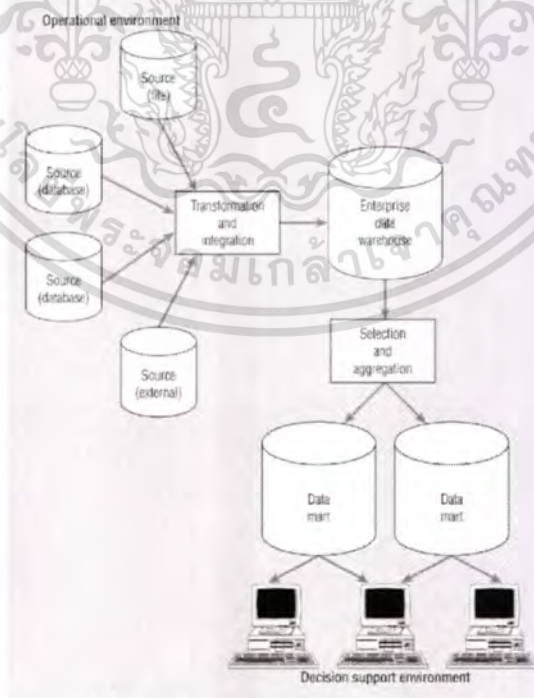 Operational environment
Source
(file)
Source
(database)
Source
(database)
Source
(external)
Transformation
and
integration
Enterprise
data
warehouse
Selection
and
aggregation
Data
mart
Data
mart
Decision support environment